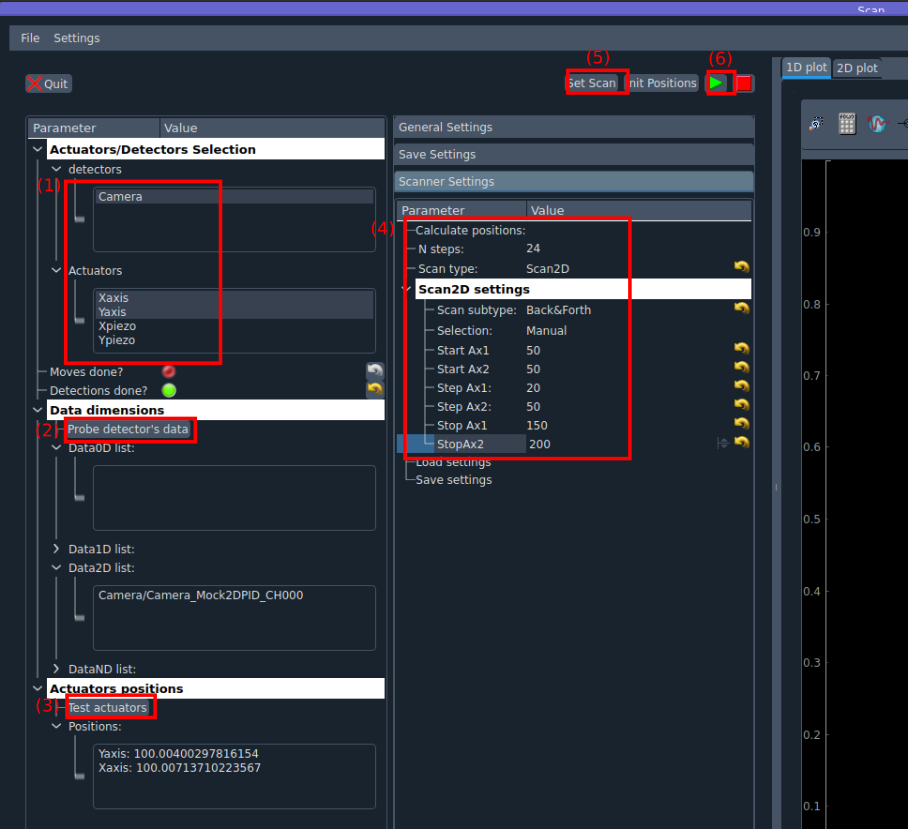 Scan
File Settings
(5)
(6)
Quit
Set Scan
Init Positions
1D plot
2D plot
Parameter Value
Actuators/Detectors Selection
detectors
(1)
Camera
Actuators
Xaxis
Yaxis
Xpiezo
Ypiezo
Moves done?
Detections done?
Data dimensions
(2)
Probe detector's data
Data0D list:
Data1D list:
Data2D list:
Camera/Camera_Mock2DPID_CH000
DataND list:
Actuators positions
(3)
Test actuators
Positions:
Yaxis: 100.00400297816154
Xaxis: 100.00713710223567
General Settings
Save Settings
Scanner Settings
Parameter Value
(4)
Calculate positions:
N steps: 24
Scan type: Scan2D
Scan2D settings
Scan subtype: Back&Forth
Selection: Manual
Start Ax1 50
Start Ax2 50
Step Ax1: 20
Step Ax2: 50
Stop Ax1 150
StopAx2 200
Load settings
Save settings
0.9
0.8
0.7
0.6
0.5
0.4
0.3
0.2
0.1